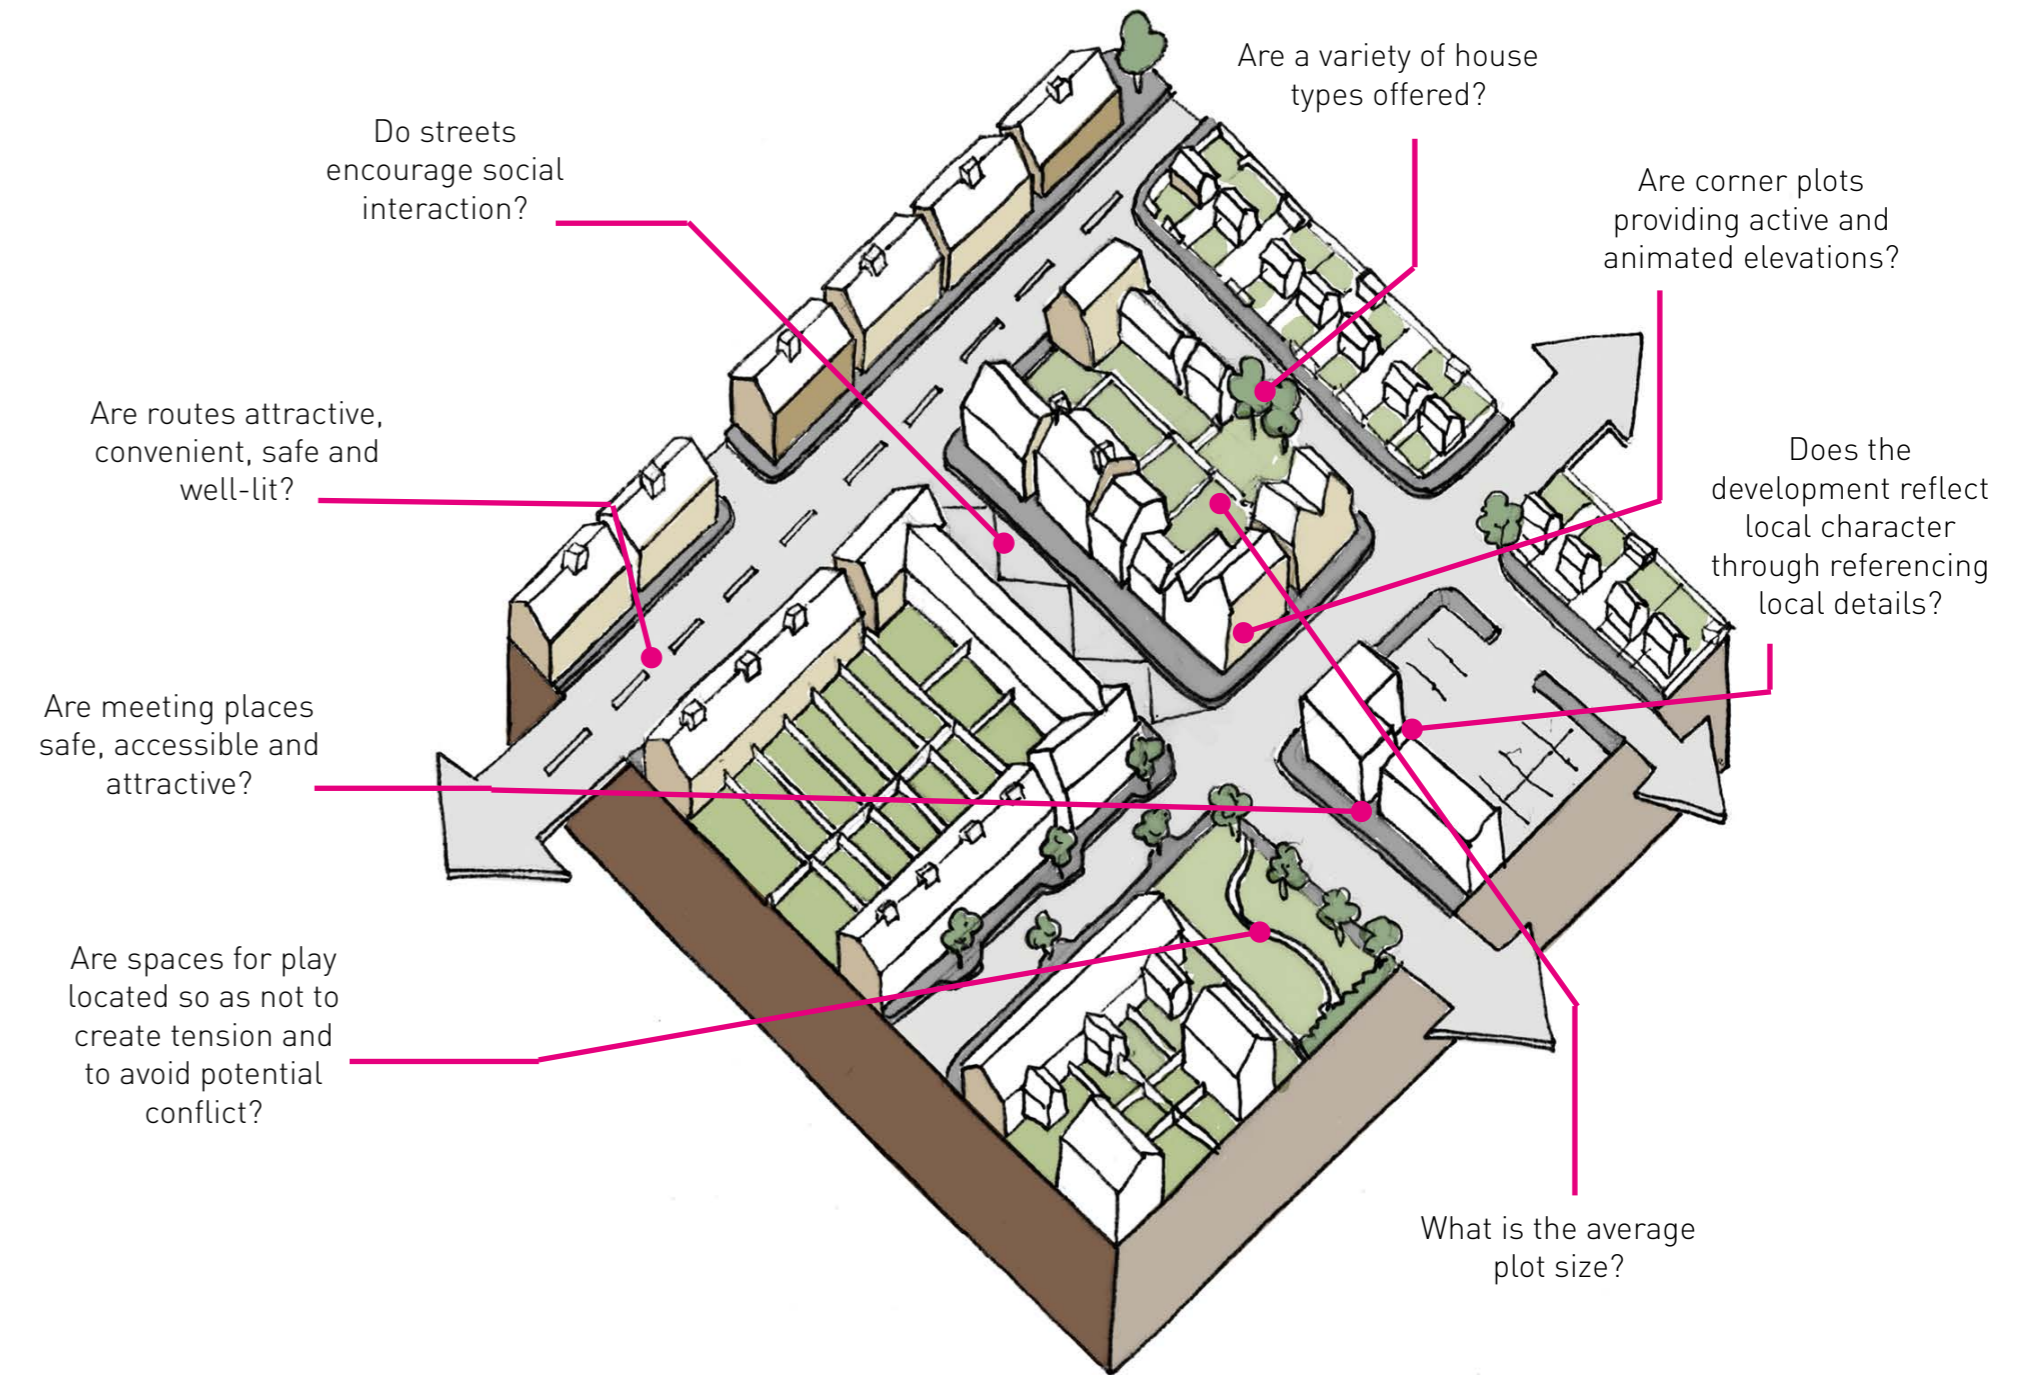 Are a variety of house
types offered?
Do streets
encourage social
interaction?
Are corner plots
providing active and
animated elevations?
Are routes attractive,
convenient, safe and
well-lit?
Does the
development reflect
local character
through referencing
local details?
Are meeting places
safe, accessible and
attractive?
Are spaces for play
located so as not to
create tension and
to avoid potential
conflict?
What is the average
plot size?